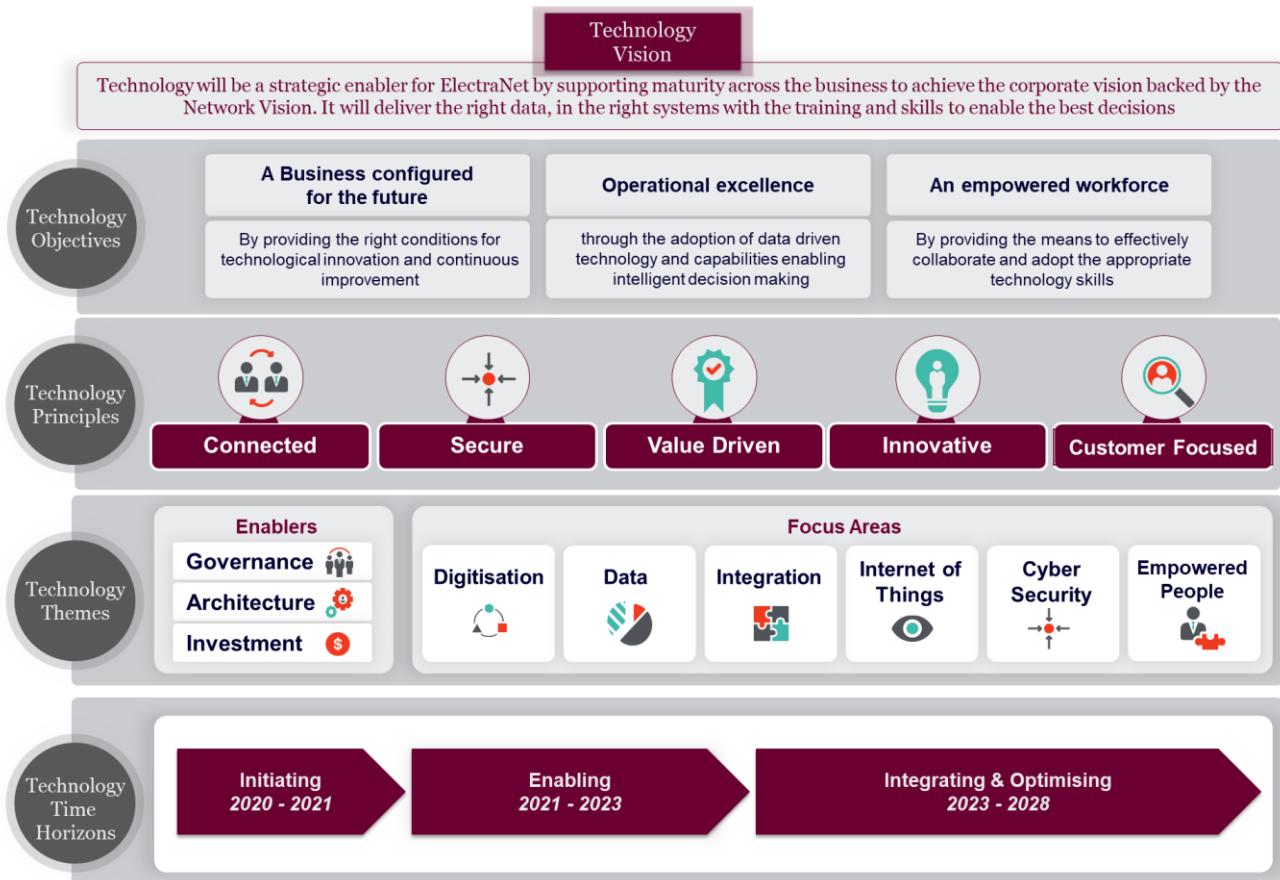 Technology
Vision
Technology will be a strategic enabler for ElectraNet by supporting maturity across the business to achieve the corporate vision backed by the
Network Vision. It will deliver the right data, in the right systems with the training and skills to enable the best decisions
Technology
Objectives
A Business configured
for the future
By providing the right conditions for
technological innovation and continuous
improvement
Operational excellence
through the adoption of data driven
technology and capabilities enabling
intelligent decision making
An empowered workforce
By providing the means to effectively
collaborate and adopt the appropriate
technology skills
Technology
Principles
Connected
Secure
Value Driven
Innovative
Customer Focused
Technology
Themes
Enablers
Governance
Architecture
Investment
$
Focus Areas
Digitisation
Data
Integration
Internet of
Things
Cyber
Security
Empowered
People
Technology
Time
Horizons
Initiating
2020 - 2021
Enabling
2021 - 2023
Integrating & Optimising
2023 - 2028